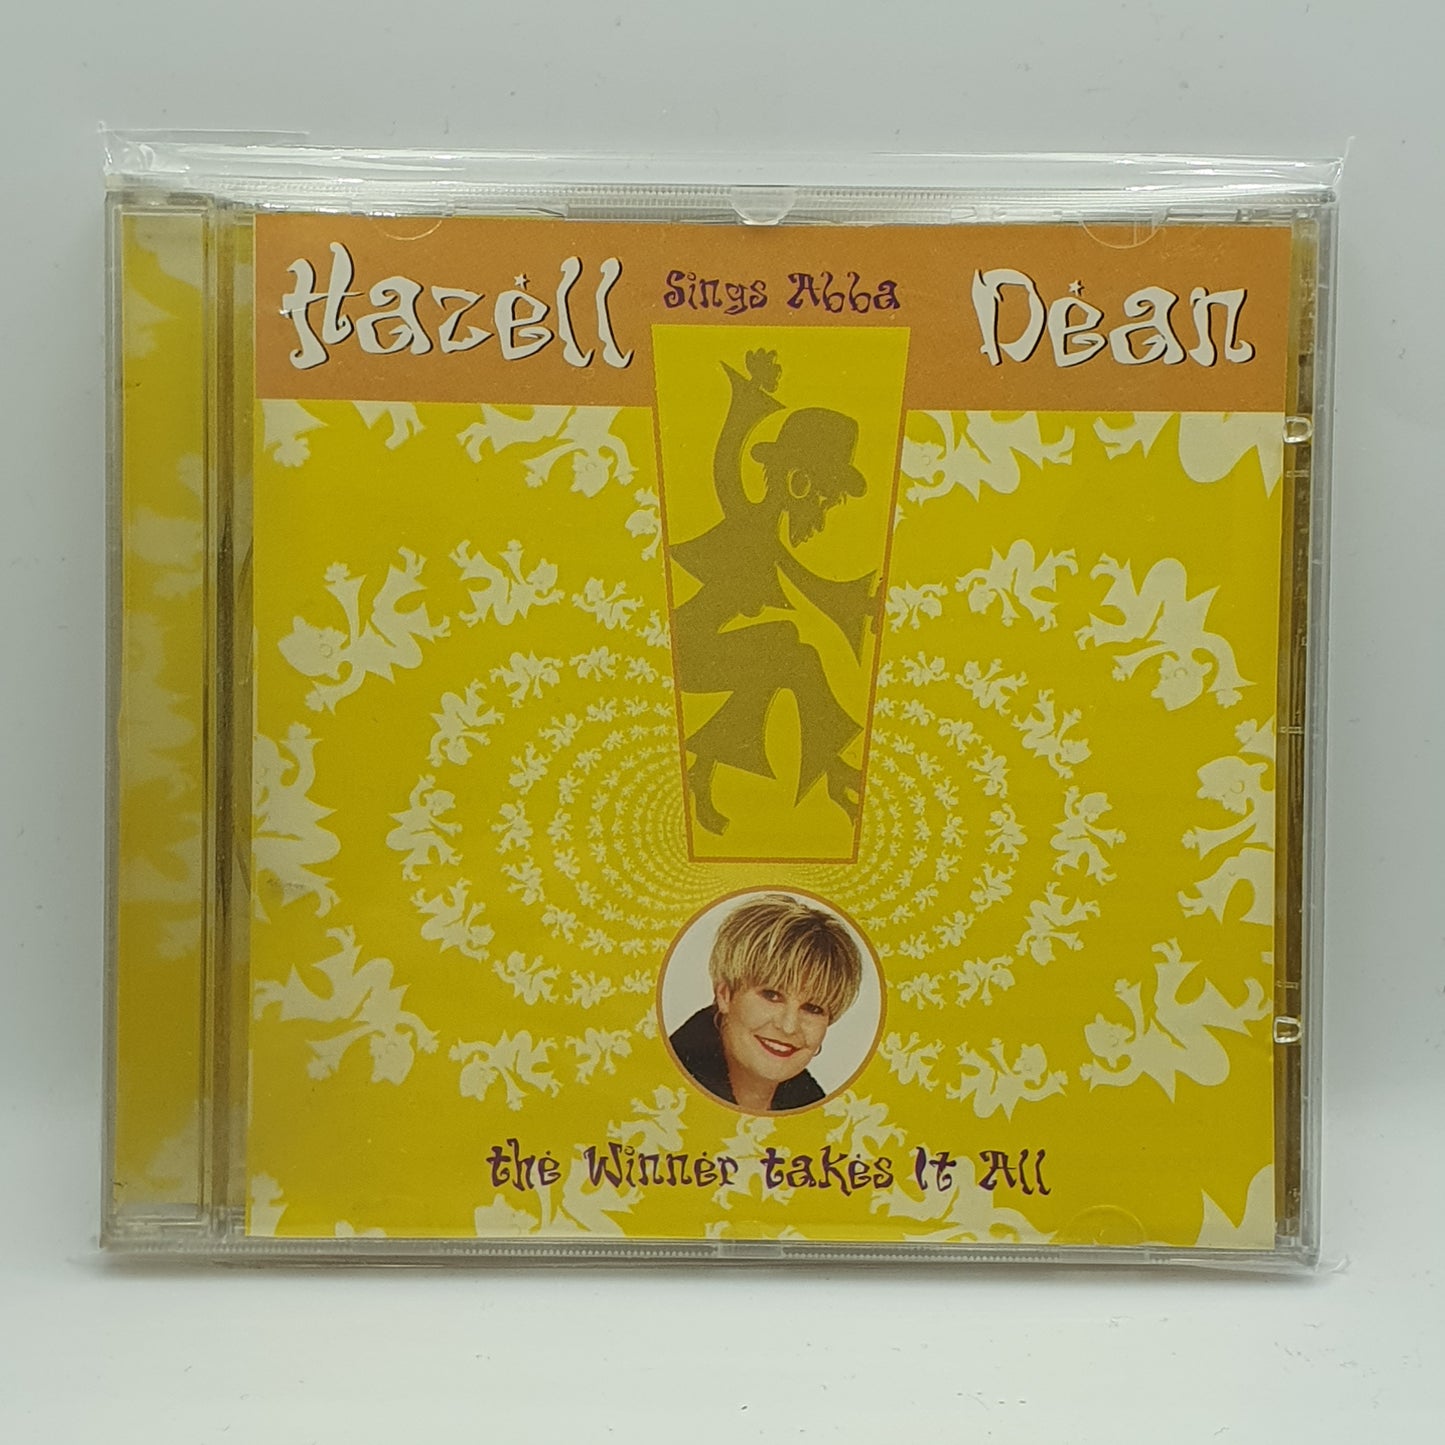 Hazell Sings Abba Dean
the Winner takes It All